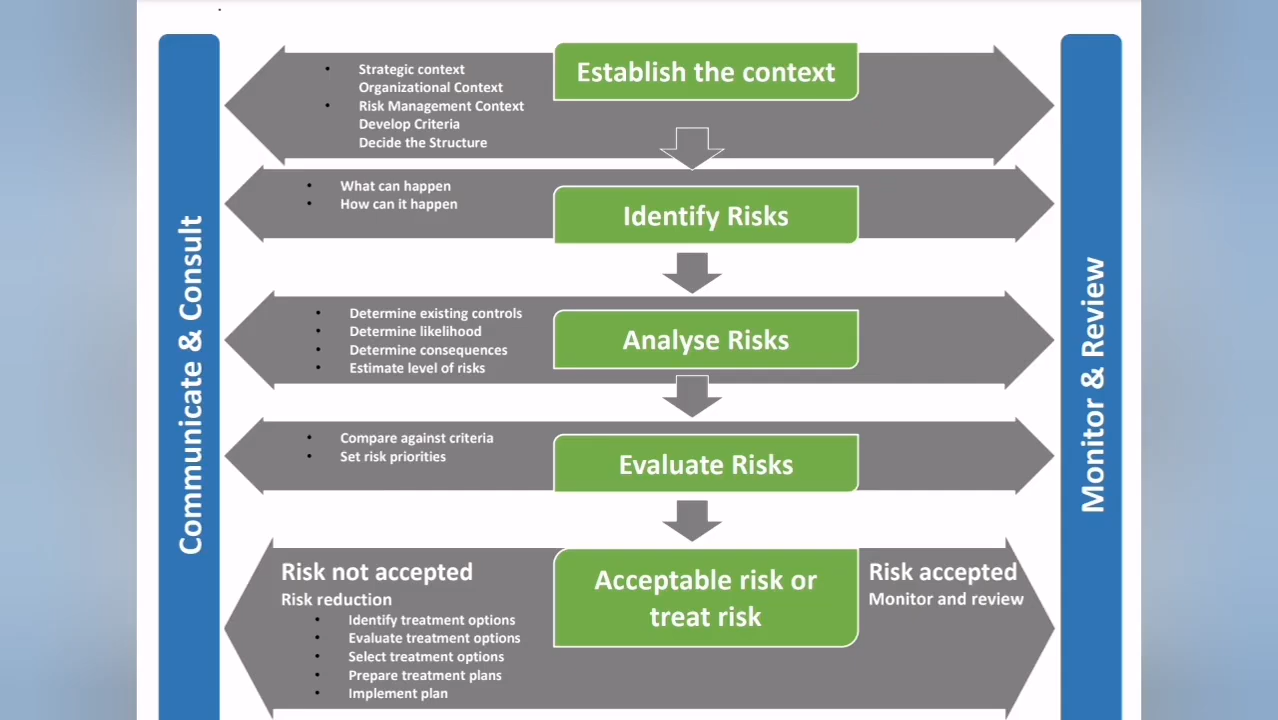 Establish the context
• Strategic context
Organizational Context
• Risk Management Context
Develop Criteria
Decide the Structure
Identify Risks
• What can happen
• How can it happen
Analyse Risks
• Determine existing controls
• Determine likelihood
• Determine consequences
• Estimate level of risks
Evaluate Risks
• Compare against criteria
• Set risk priorities
Acceptable risk or
treat risk
Risk not accepted
Risk reduction
• Identify treatment options
• Evaluate treatment options
• Select treatment options
• Prepare treatment plans
• Implement plan
Risk accepted
Monitor and review
Communicate & Consult
Monitor & Review